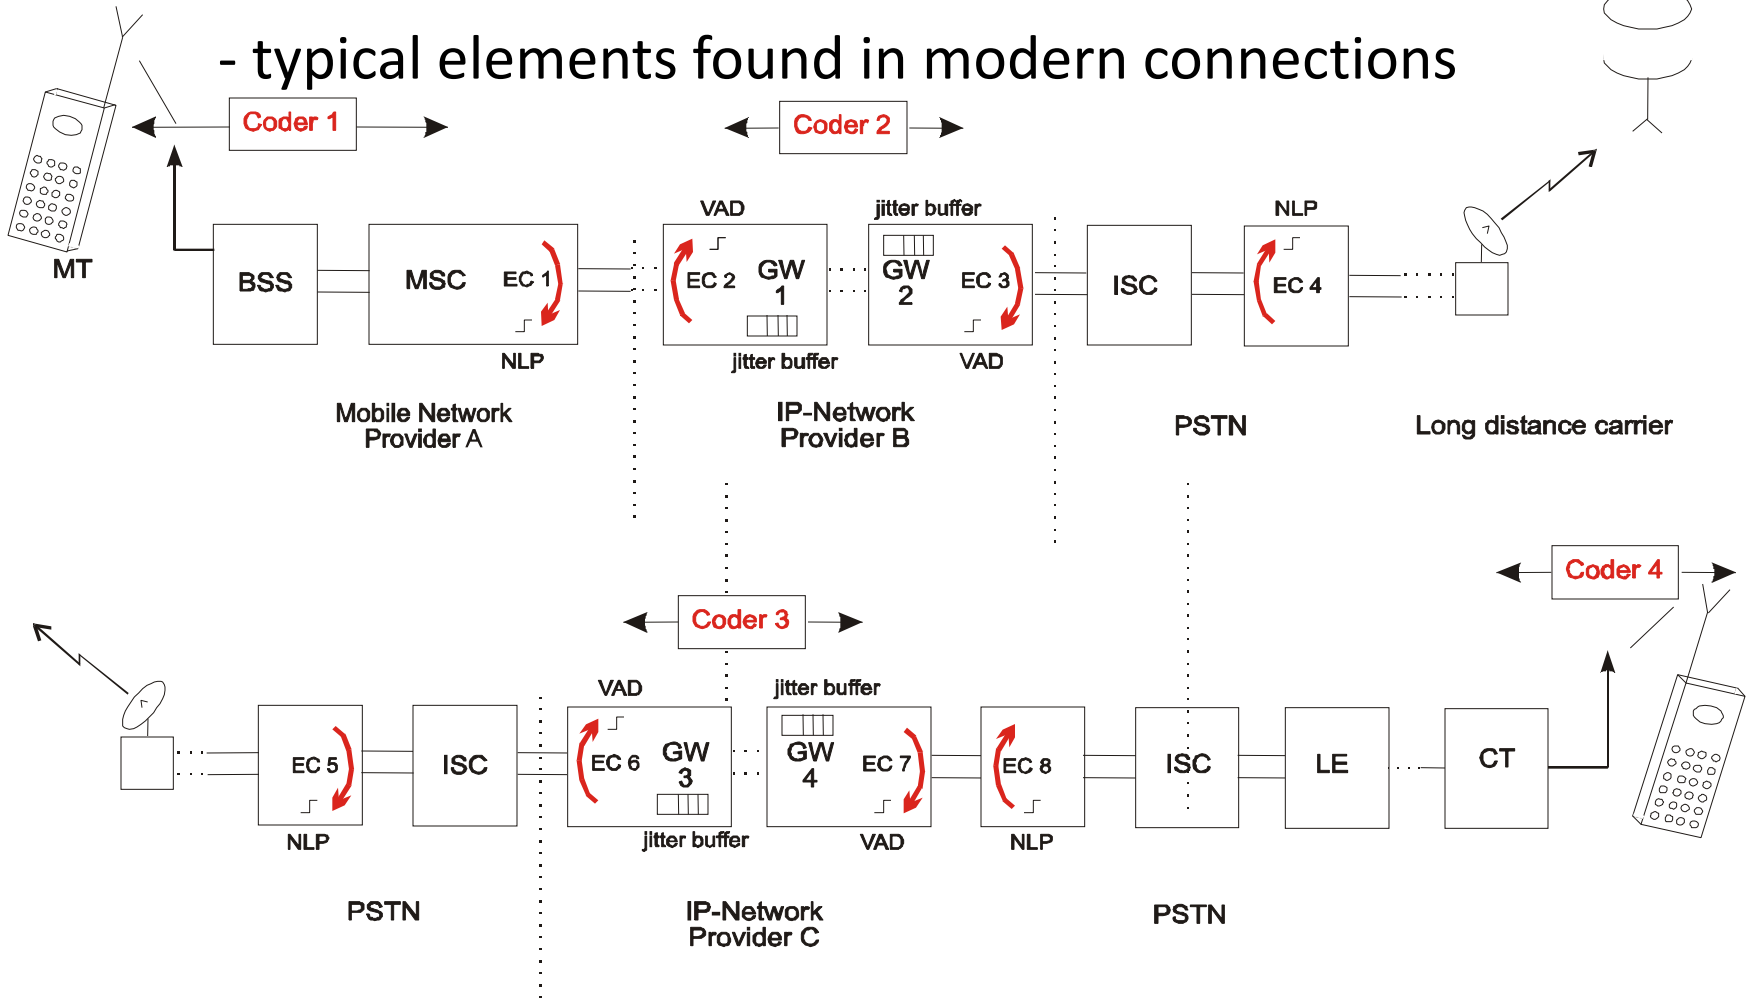 - typical elements found in modern connections
Coder 1
Coder 2
VAD
jitter buffer
NLP
MT
BSS
MSC
EC 1
EC 2
GW
1
GW
2
EC 3
ISC
EC 4
NLP
jitter buffer
VAD
Mobile Network
Provider A
IP-Network
Provider B
PSTN
Long distance carrier
Coder 4
Coder 3
VAD
jitter buffer
EC 5
ISC
EC 6
GW
3
GW
4
EC 7
EC 8
ISC
LE
CT
NLP
jitter buffer
VAD
NLP
PSTN
IP-Network
Provider C
PSTN